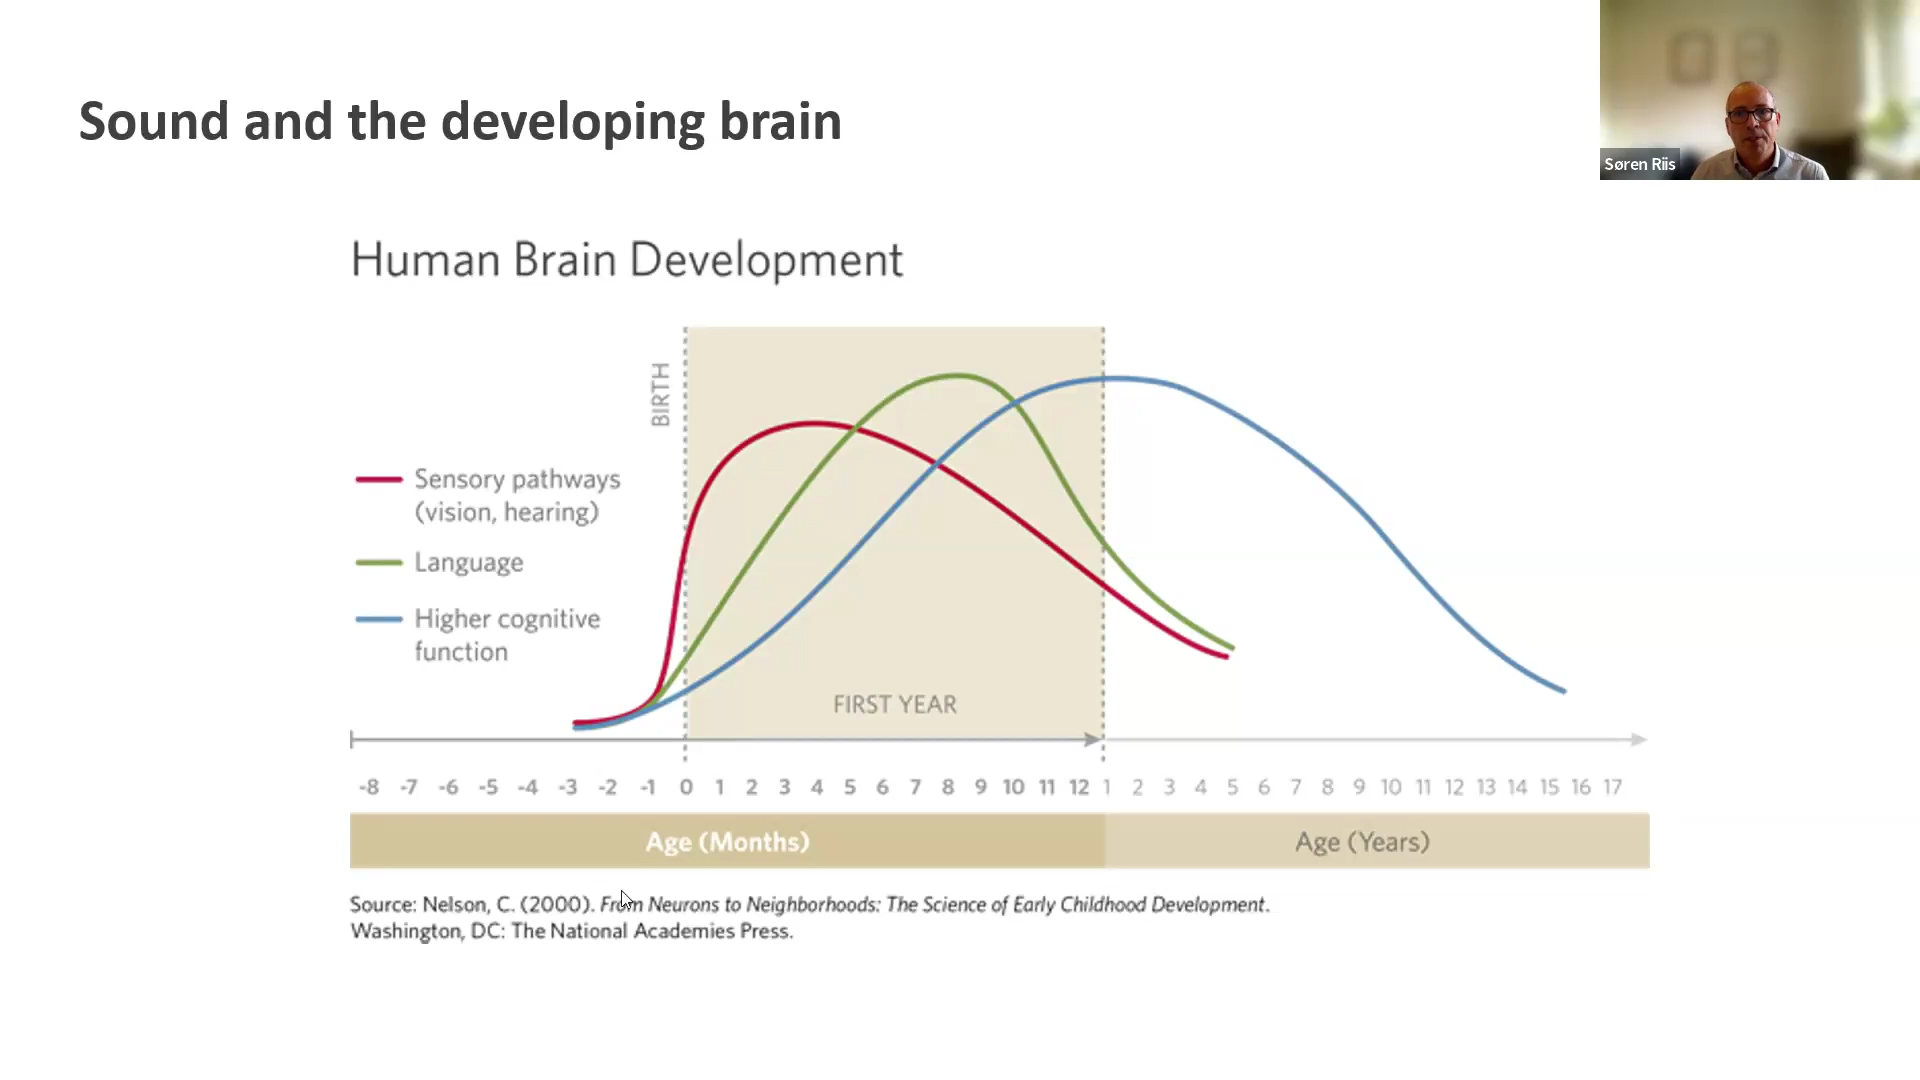 Sound and the developing brain
Søren Riis
Human Brain Development
BIRTH
Sensory pathways
(vision, hearing)
Language
Higher cognitive
function
FIRST YEAR
-8 -7 -6 -5 -4 -3 -2 -1 0 1 2 3 4 5 6 7 8 9 10 11 12 1 2 3 4 5 6 7 8 9 10 11 12 13 14 15 16 17
Age (Months) Age (Years)
Source: Nelson, C. (2000). From Neurons to Neighborhoods: The Science of Early Childhood Development.
Washington, DC: The National Academies Press.